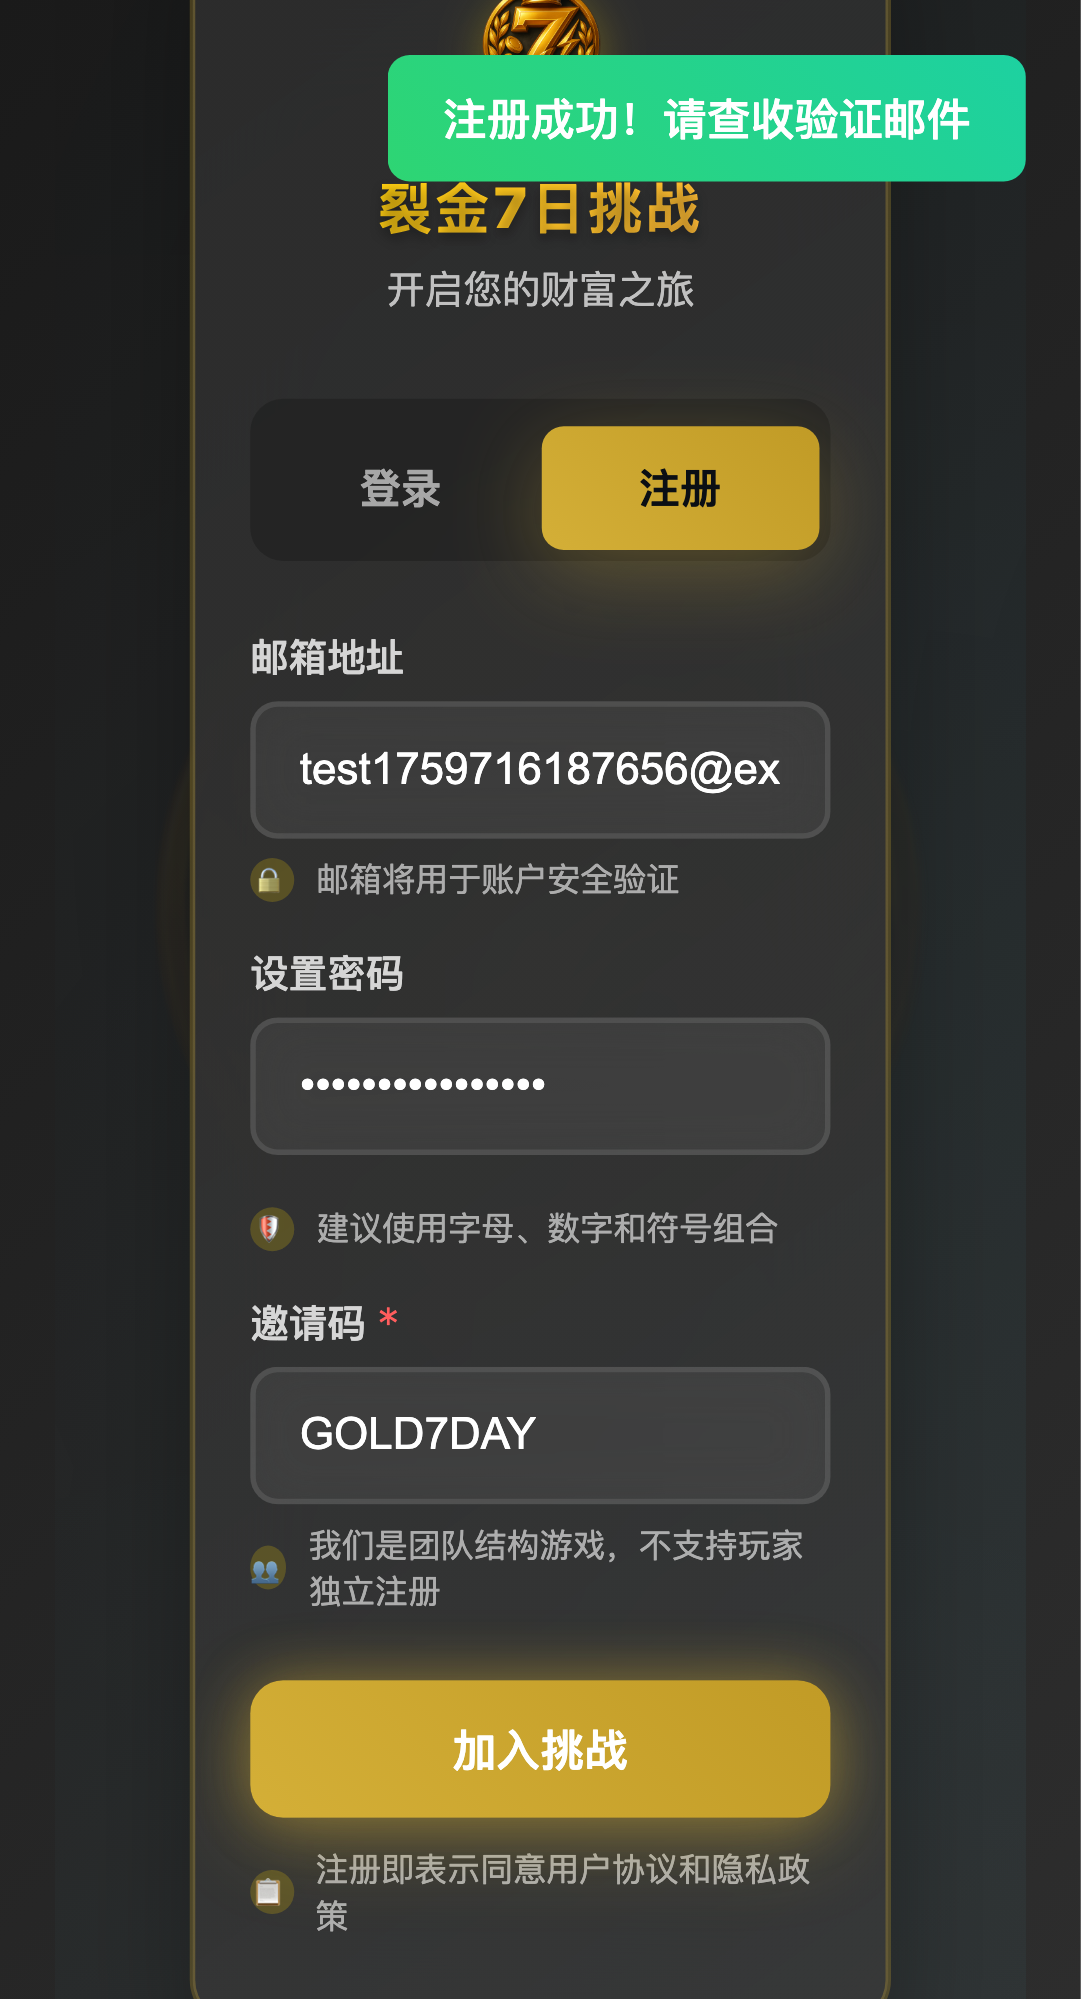 7
注册成功！请查收验证邮件
裂金7日挑战
开启您的财富之旅
登录
注册
邮箱地址
test1759716187656@ex
邮箱将用于账户安全验证
设置密码
••••••••••••••••
建议使用字母、数字和符号组合
邀请码 *
GOLD7DAY
我们是团队结构游戏，不支持玩家
独立注册
加入挑战
注册即表示同意用户协议和隐私政
策